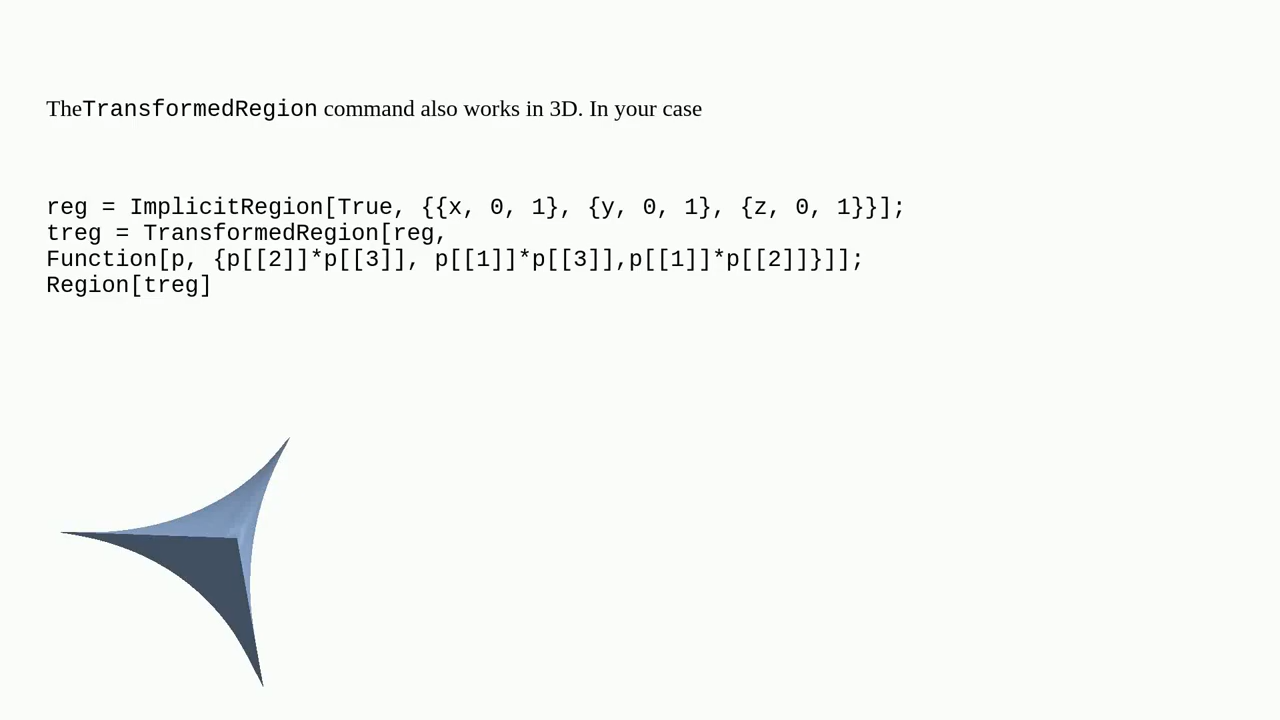 TheTransformedRegion command also works in 3D. In your case
reg = ImplicitRegion[True, {{x, 0, 1}, {y, 0, 1}, {z, 0, 1}}];
treg = TransformedRegion[reg,
Function[p, {p[[2]]*p[[3]], p[[1]]*p[[3]],p[[1]]*p[[2]]}]];
Region[treg]